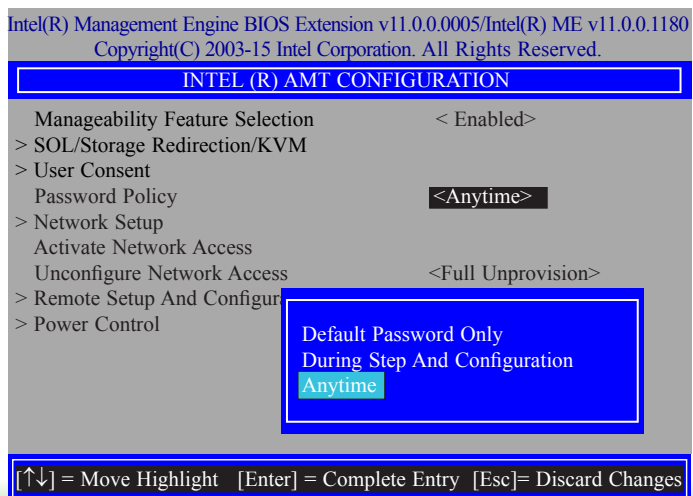 Intel(R) Management Engine BIOS Extension v11.0.0.0005/Intel(R) ME v11.0.0.1180
Copyright(C) 2003-15 Intel Corporation. All Rights Reserved.
INTEL (R) AMT CONFIGURATION
Manageability Feature Selection < Enabled>
> SOL/Storage Redirection/KVM
> User Consent
Password Policy <Anytime>
> Network Setup
Activate Network Access
Unconfigure Network Access <Full Unprovision>
> Remote Setup And Configura
> Power Control
Default Password Only
During Step And Configuration
Anytime
[↑↓] = Move Highlight [Enter] = Complete Entry [Esc]= Discard Changes